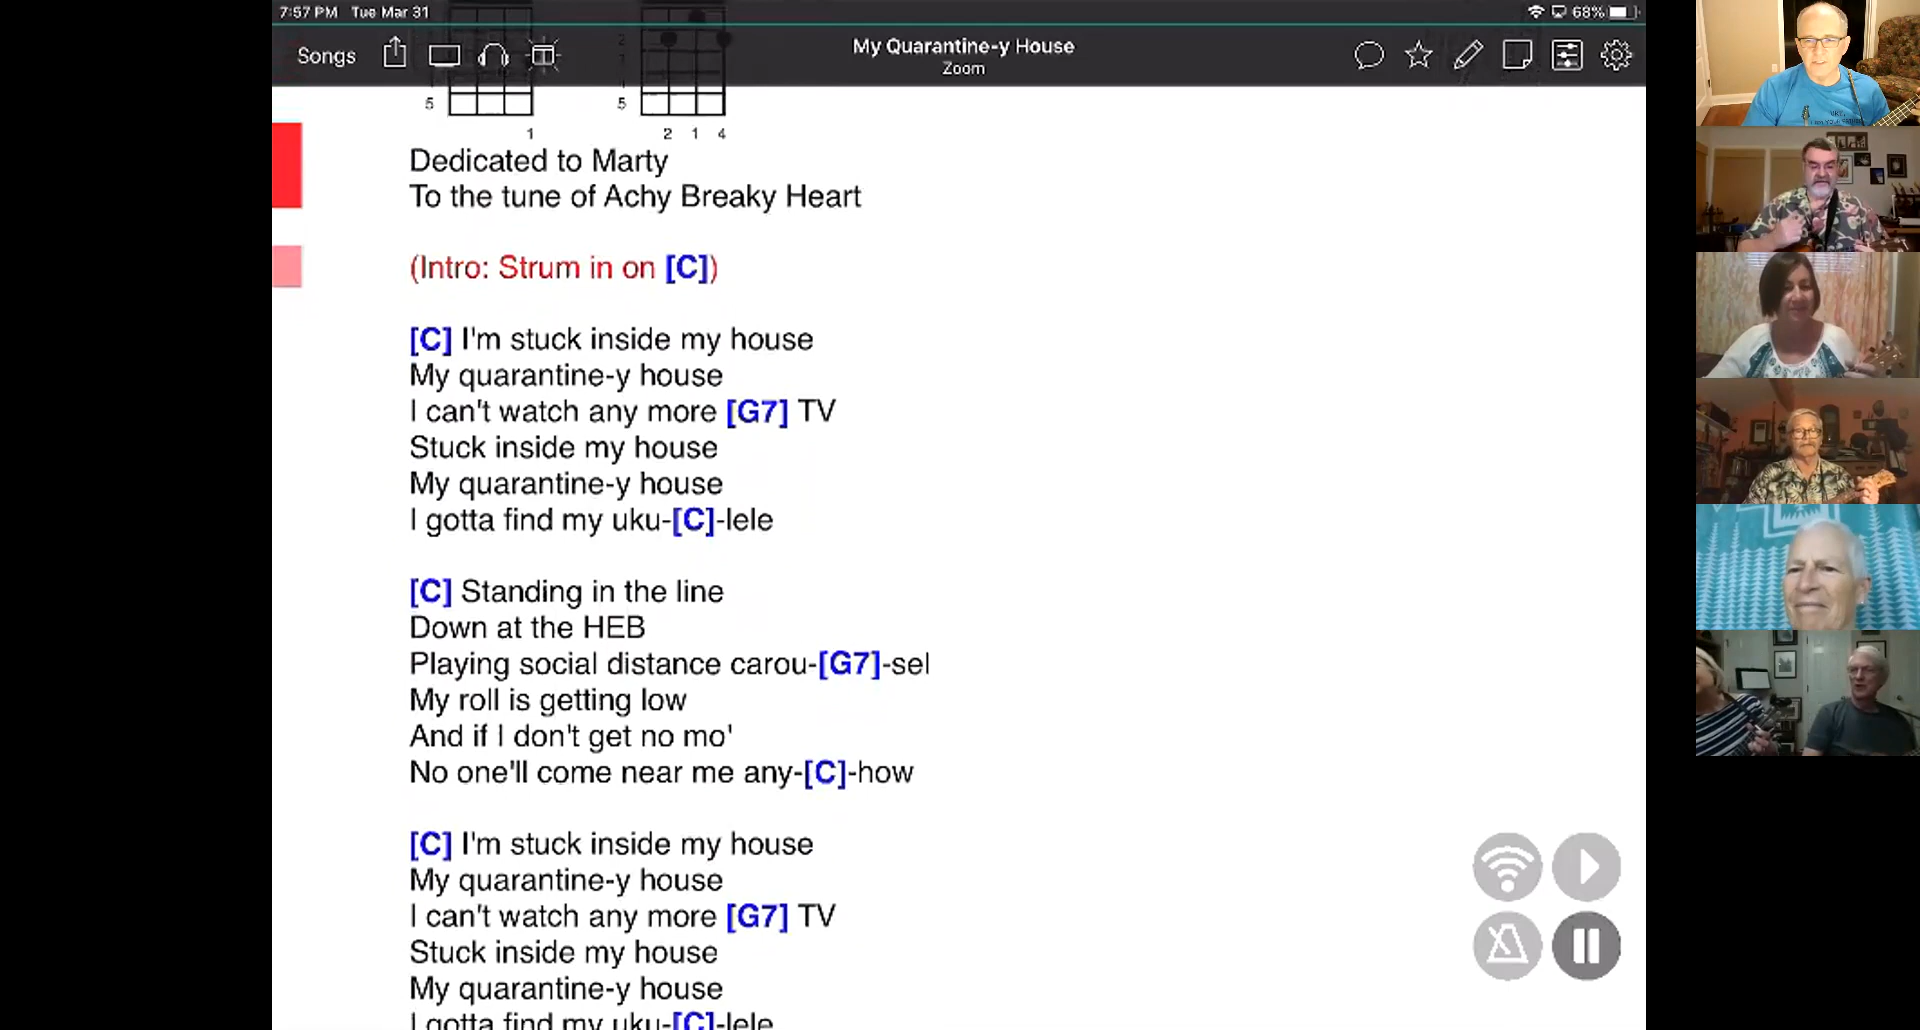 7:57 PM Tue Mar 31
68%
Songs
My Quarantine-y House
Zoom
5
5
1
2 1 4
Dedicated to Marty
To the tune of Achy Breaky Heart
(Intro: Strum in on [C])
[C] I'm stuck inside my house
My quarantine-y house
I can't watch any more [G7] TV
Stuck inside my house
My quarantine-y house
I gotta find my uku-[C]-lele
[C] Standing in the line
Down at the HEB
Playing social distance carou-[G7]-sel
My roll is getting low
And if I don't get no mo'
No one'll come near me any-[C]-how
[C] I'm stuck inside my house
My quarantine-y house
I can't watch any more [G7] TV
Stuck inside my house
My quarantine-y house
I gotta find my uku-[C]-lele